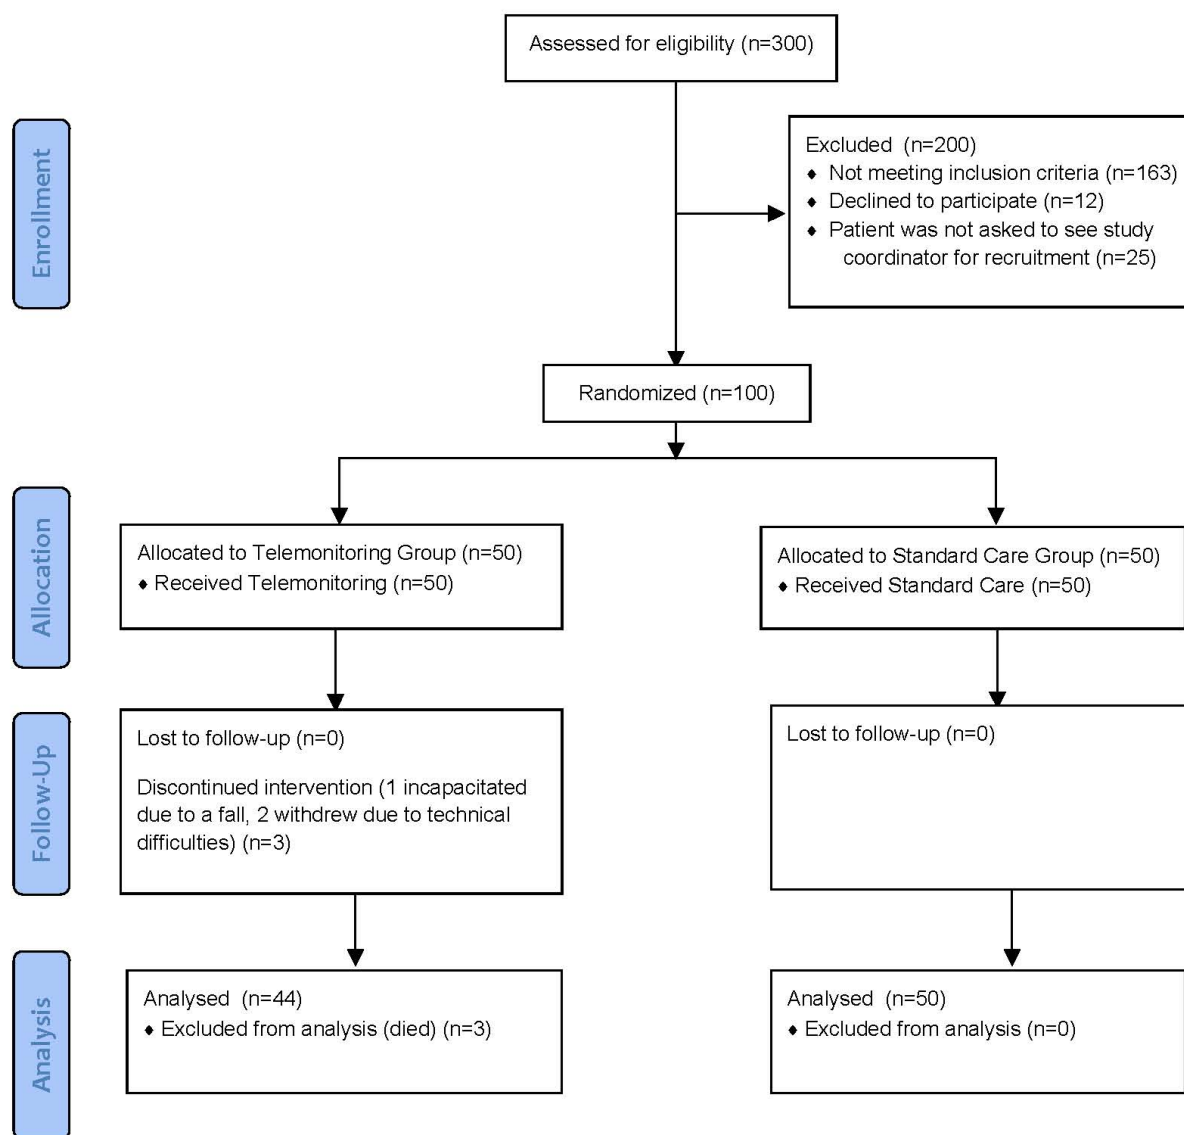 Assessed for eligibility (n=300)
Enrollment
Excluded (n=200)
♦ Not meeting inclusion criteria (n=163)
♦ Declined to participate (n=12)
♦ Patient was not asked to see study
coordinator for recruitment (n=25)
Randomized (n=100)
Allocation
Allocated to Telemonitoring Group (n=50)
♦ Received Telemonitoring (n=50)
Allocated to Standard Care Group (n=50)
♦ Received Standard Care (n=50)
Follow-Up
Lost to follow-up (n=0)
Discontinued intervention (1 incapacitated
due to a fall, 2 withdrew due to technical
difficulties) (n=3)
Lost to follow-up (n=0)
Analysis
Analysed (n=44)
♦ Excluded from analysis (died) (n=3)
Analysed (n=50)
♦ Excluded from analysis (n=0)